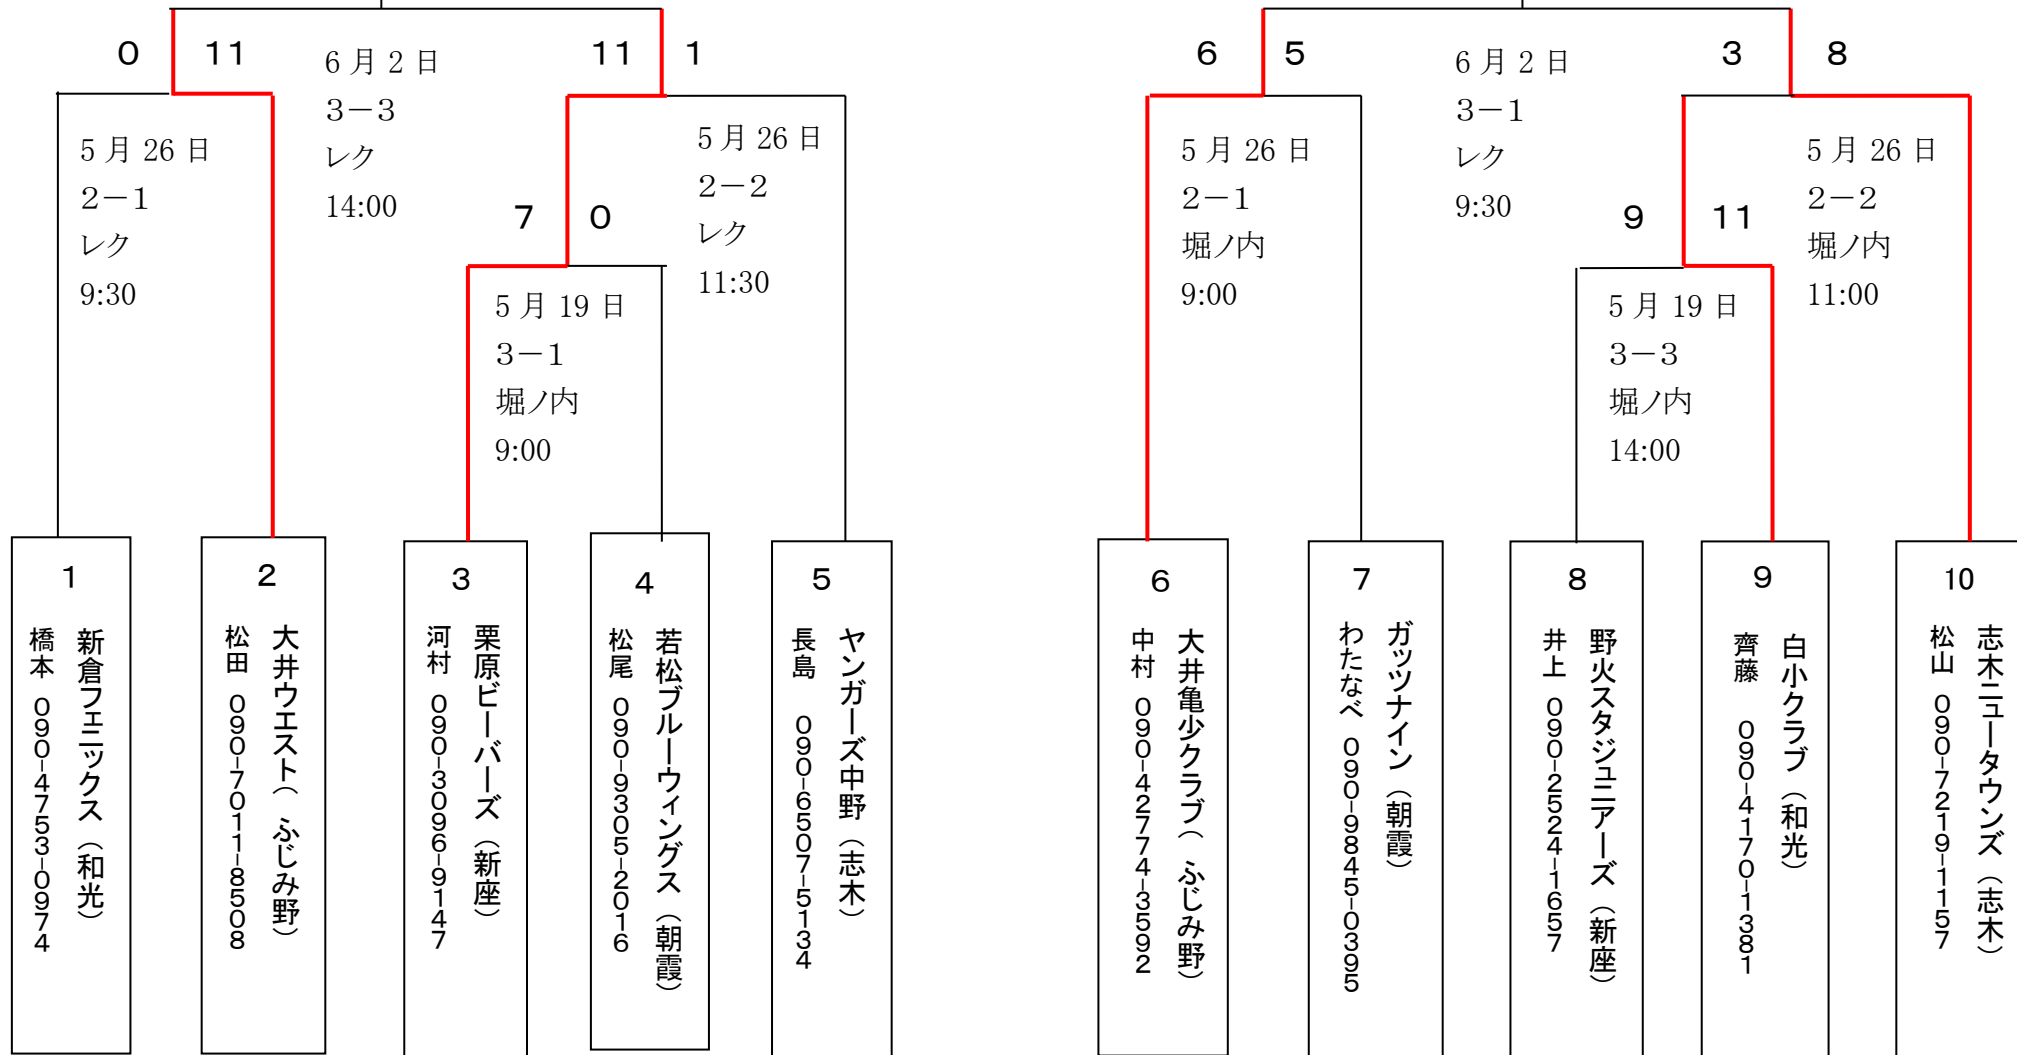 0 11
6月2日
3-3
レク
14:00
11 1
5月26日
2-1
レク
9:30
7 0
5月26日
2-2
レク
11:30
5月19日
3-1
堀ノ内
9:00
6 5
6月2日
3-1
レク
9:30
3 8
5月26日
2-1
堀ノ内
9:00
9 11
5月26日
2-2
堀ノ内
11:00
5月19日
3-3
堀ノ内
14:00
1
新倉フェニックス(和光)
橋本 090-4753-0974
2
大井ウエスト( ふじみ野)
松田 090-7011-8508
3
栗原ビーバーズ(新座)
河村 090-3096-9147
4
若松ブルーウィングス(朝霞)
松尾 090-9305-2016
5
ヤンガーズ中野(志木)
長島 090-6507-5134
6
大井亀少クラブ( ふじみ野)
中村 090-42774-3592
7
ガッツナイン(朝霞)
わたなべ 090-9845-0395
8
野火スタジュニアーズ(新座)
井上 090-2524-1657
9
白小クラブ(和光)
齊藤 090-4170-1381
10
志木ニュータウンズ(志木)
松山 090-7219-1157